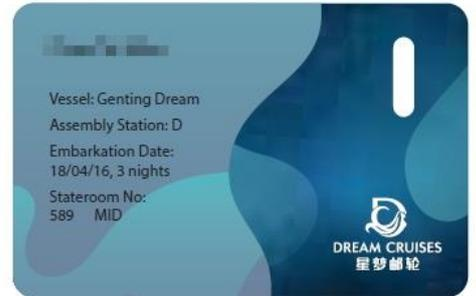 Vessel: Genting Dream
Assembly Station: D
Embarkation Date:
18/04/16, 3 nights
Stateroom No:
589 MID
DREAM CRUISES
星梦邮轮